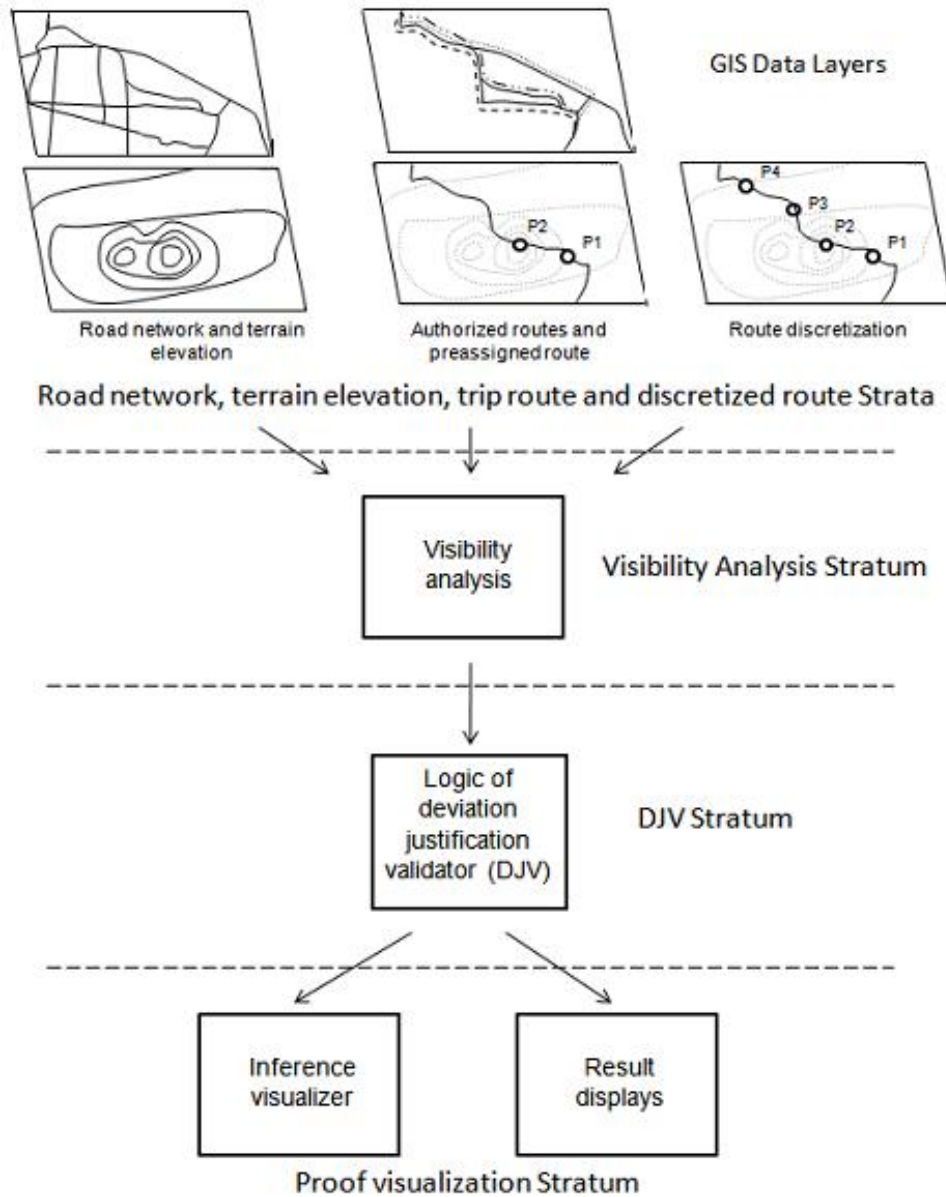 GIS Data Layers
P2
P1
P4
P3
P2
P1
Road network and terrain
elevation
Authorized routes and
preassigned route
Route discretization
Road network, terrain elevation, trip route and discretized route Strata
Visibility
analysis
Visibility Analysis Stratum
Logic of
deviation
justification
validator (DJV)
DJV Stratum
Inference
visualizer
Result
displays
Proof visualization Stratum